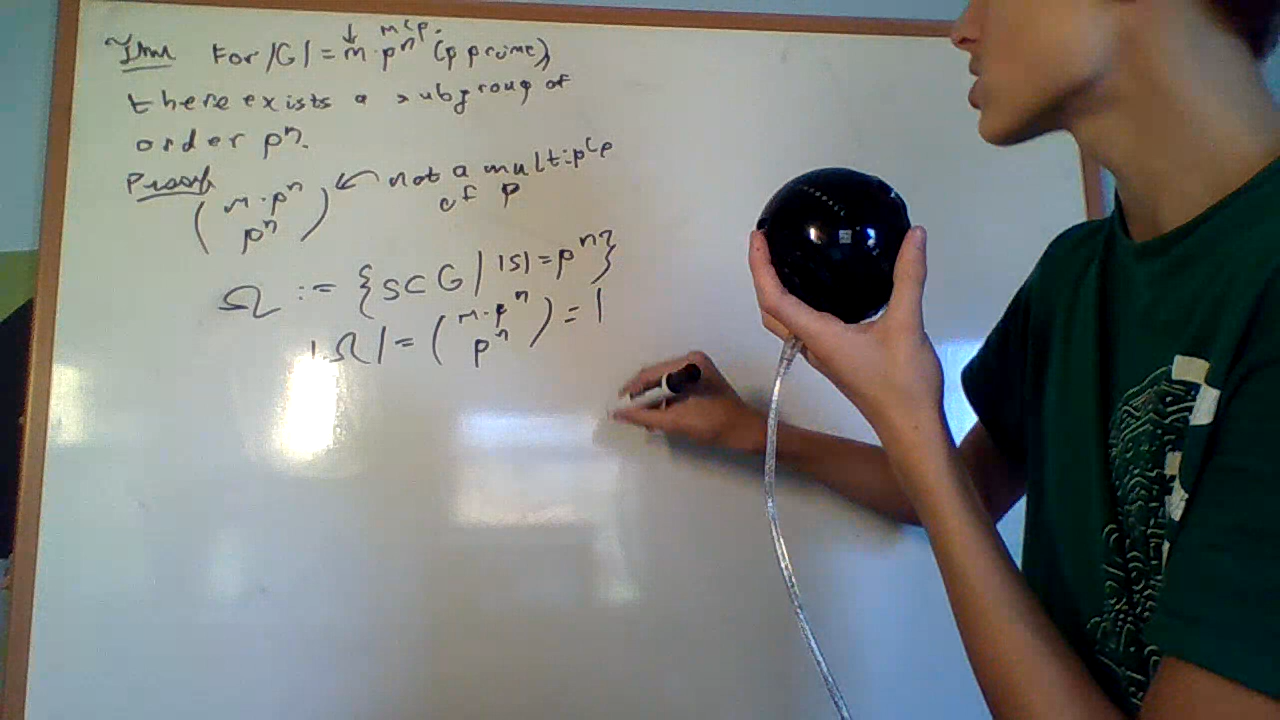 m<p.
Thm For |G| = m · pⁿ (p prime),
there exists a subgroup of
order pⁿ.
Proof
(m · pⁿ pⁿ) ← not a multiple
of p
Ω := {S ⊂ G | |S| = pⁿ}
|Ω| = (m · pⁿ pⁿ) = 1